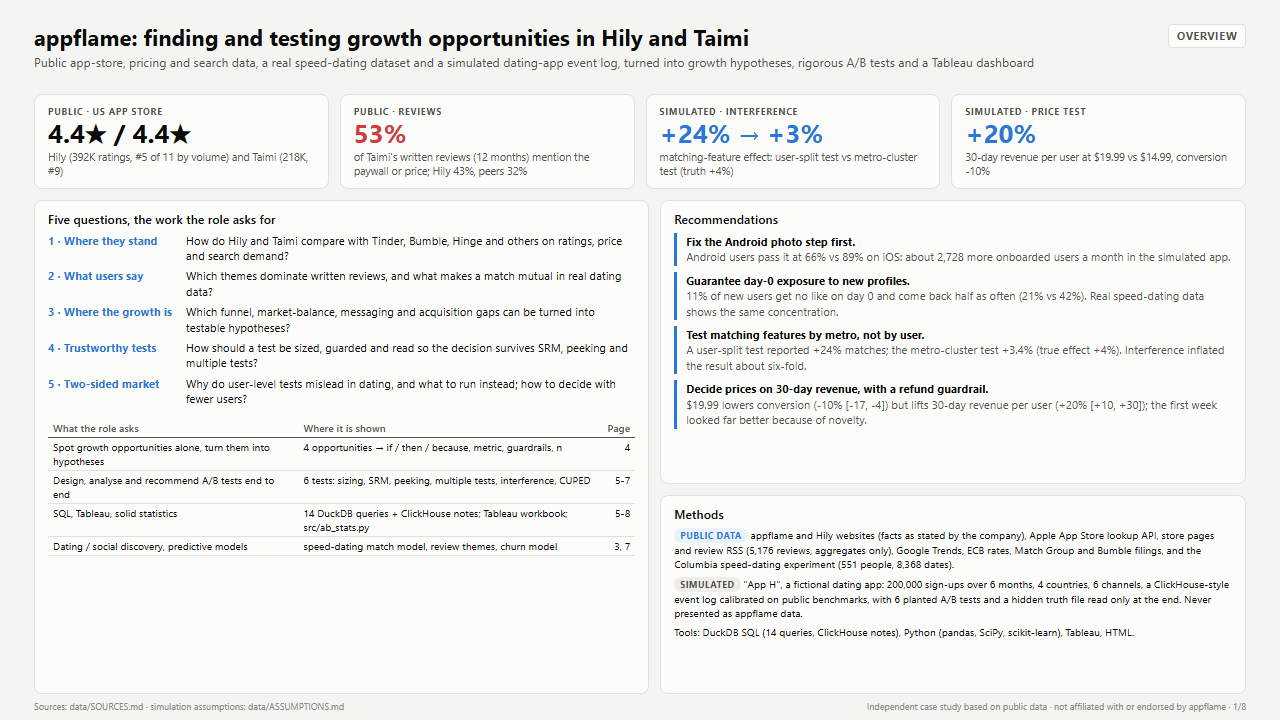 appflame: finding and testing growth opportunities in Hily and Taimi
OVERVIEW
Public app-store, pricing and search data, a real speed-dating dataset and a simulated dating-app event log, turned into growth hypotheses, rigorous A/B tests and a Tableau dashboard
PUBLIC · US APP STORE
4.4★ / 4.4★
Hily (392K ratings, #5 of 11 by volume) and Taimi (218K,
#9)
PUBLIC · REVIEWS
53%
of Taimi's written reviews (12 months) mention the
paywall or price; Hily 43%, peers 32%
SIMULATED · INTERFERENCE
+24% → +3%
matching-feature effect: user-split test vs metro-cluster
test (truth +4%)
SIMULATED · PRICE TEST
+20%
30-day revenue per user at $19.99 vs $14.99, conversion
-10%
Five questions, the work the role asks for
1 · Where they stand
How do Hily and Taimi compare with Tinder, Bumble, Hinge and others on ratings, price
and search demand?
2 · What users say
Which themes dominate written reviews, and what makes a match mutual in real dating
data?
3 · Where the growth is
Which funnel, market-balance, messaging and acquisition gaps can be turned into
testable hypotheses?
4 · Trustworthy tests
How should a test be sized, guarded and read so the decision survives SRM, peeking and
multiple tests?
5 · Two-sided market
Why do user-level tests mislead in dating, and what to run instead; how to decide with
fewer users?
What the role asks
Where it is shown
Page
Spot growth opportunities alone, turn them into
hypotheses
4 opportunities → if / then / because, metric, guardrails, n
4
Design, analyse and recommend A/B tests end to
end
6 tests: sizing, SRM, peeking, multiple tests, interference, CUPED
5-7
SQL, Tableau, solid statistics
14 DuckDB queries + ClickHouse notes; Tableau workbook;
src/ab_stats.py
5-8
Dating / social discovery, predictive models
speed-dating match model, review themes, churn model
3, 7
Recommendations
Fix the Android photo step first.
Android users pass it at 66% vs 89% on iOS: about 2,728 more onboarded users a month in the simulated app.
Guarantee day-0 exposure to new profiles.
11% of new users get no like on day 0 and come back half as often (21% vs 42%). Real speed-dating data
shows the same concentration.
Test matching features by metro, not by user.
A user-split test reported +24% matches; the metro-cluster test +3.4% (true effect +4%). Interference inflated
the result about six-fold.
Decide prices on 30-day revenue, with a refund guardrail.
$19.99 lowers conversion (-10% [-17, -4]) but lifts 30-day revenue per user (+20% [+10, +30]); the first week
looked far better because of novelty.
Methods
PUBLIC DATA appflame and Hily websites (facts as stated by the company), Apple App Store lookup API, store pages
and review RSS (5,176 reviews, aggregates only), Google Trends, ECB rates, Match Group and Bumble filings, and the
Columbia speed-dating experiment (551 people, 8,368 dates).
SIMULATED "App H", a fictional dating app: 200,000 sign-ups over 6 months, 4 countries, 6 channels, a ClickHouse-style
event log calibrated on public benchmarks, with 6 planted A/B tests and a hidden truth file read only at the end. Never
presented as appflame data.
Tools: DuckDB SQL (14 queries, ClickHouse notes), Python (pandas, SciPy, scikit-learn), Tableau, HTML.
Sources: data/SOURCES.md · simulation assumptions: data/ASSUMPTIONS.md
Independent case study based on public data · not affiliated with or endorsed by appflame · 1/8